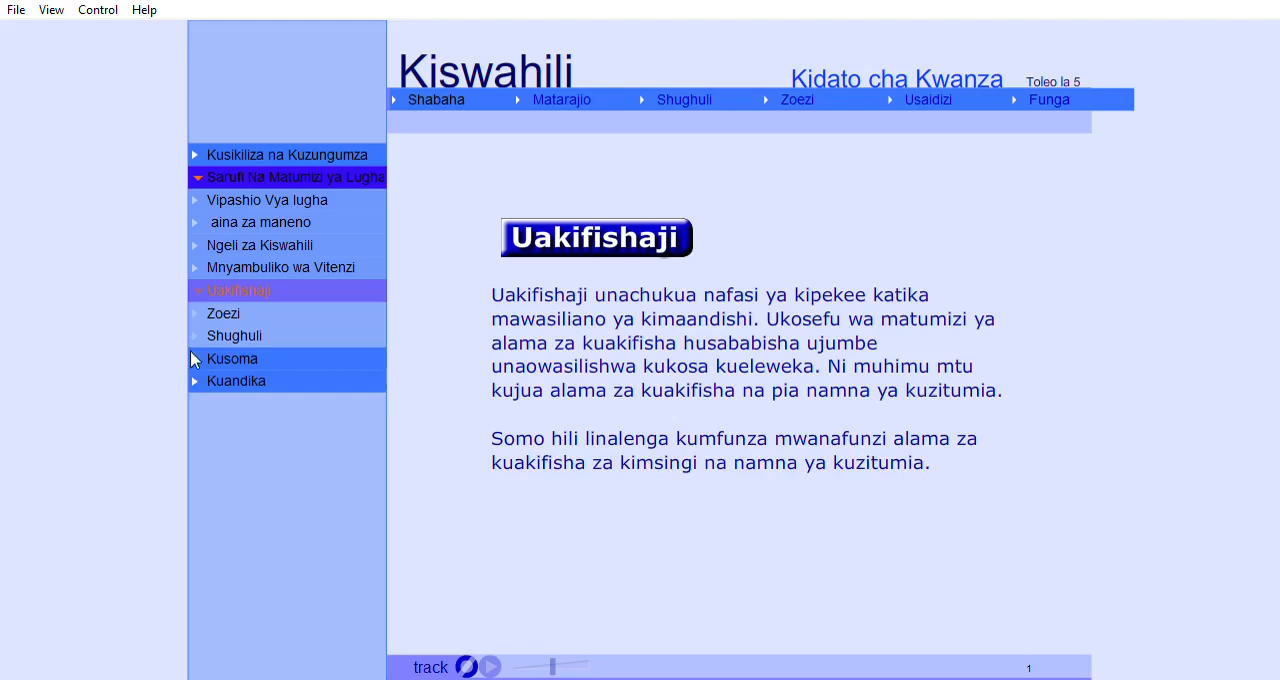 File View Control Help
Kiswahili
Kidato cha Kwanza
Toleo la 5
Shabaha Matarajio Shughuli Zoezi Usaidizi Funga
Kusikiliza na Kuzungumza
Sarufi Na Matumizi ya Lugha
Vipashio Vya lugha
aina za maneno
Ngeli za Kiswahili
Mnyambuliko wa Vitenzi
Uakifishaji
Zoezi
Shughuli
Kusoma
Kuandika
Uakifishaji
Uakifishaji unachukua nafasi ya kipekee katika
mawasiliano ya kimaandishi. Ukosefu wa matumizi ya
alama za kuakifisha husababisha ujumbe
unaowasilishwa kukosa kueleweka. Ni muhimu mtu
kujua alama za kuakifisha na pia namna ya kuzitumia.
Somo hili linalenga kumfunza mwanafunzi alama za
kuakifisha za kimsingi na namna ya kuzitumia.
track
1